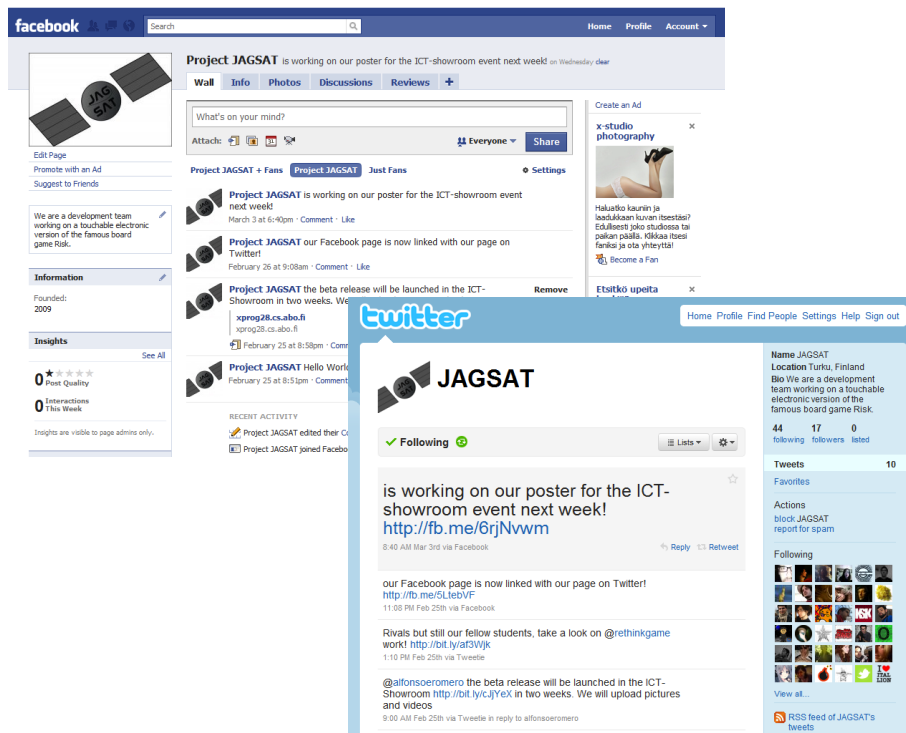 facebook
Search
Home Profile Account
Project JAGSAT is working on our poster for the ICT-showroom event next week! on Wednesday clear
Wall Info Photos Discussions Reviews +
JAG
SAT
Edit Page
Promote with an Ad
Suggest to Friends
We are a development team
working on a touchable electronic
version of the famous board
game Risk.
Information
Founded:
2009
Insights
See All
0 Post Quality
0 Interactions
This Week
Insights are visible to page admins only.
What's on your mind?
Attach: 31 Everyone Share
Project JAGSAT + Fans Project JAGSAT Just Fans Settings
Project JAGSAT is working on our poster for the ICT-showroom event
next week!
March 3 at 6:40pm · Comment · Like
Project JAGSAT our Facebook page is now linked with our page on
Twitter!
February 26 at 9:08am · Comment · Like
Project JAGSAT the beta release will be launched in the ICT-
Showroom in two weeks. We
Remove
xprog28.cs.abo.fi
xprog28.cs.abo.fi
February 25 at 8:58pm · Com
Project JAGSAT Hello World
February 25 at 8:51pm · Comm
RECENT ACTIVITY
Project JAGSAT edited their Co
Project JAGSAT joined Facebo
Create an Ad
x-studio
photography
Haluatko kauniin ja
laadukkaan kuvan itsestäsi?
Edullisesti joko studiossa tai
paikan päällä. Klikkaa itsesi
faniksi ja ota yhteyttä!
Become a Fan
Etsitkö upeita
twitter
Home Profile Find People Settings Help Sign out
JAG
SAT
JAGSAT
Following
Lists
is working on our poster for the ICT-
showroom event next week!
http://fb.me/6rjNvwm
8:40 AM Mar 3rd via Facebook
Reply Retweet
our Facebook page is now linked with our page on Twitter!
http://fb.me/5LtebVF
11:08 PM Feb 25th via Facebook
Rivals but still our fellow students, take a look on @rethinkgame
work! http://bit.ly/af3Wjk
1:10 PM Feb 25th via Tweetie
@alfonsoeromero the beta release will be launched in the ICT-
Showroom http://bit.ly/cJjYeX in two weeks. We will upload pictures
and videos
9:00 AM Feb 25th via Tweetie in reply to alfonsoeromero
Name JAGSAT
Location Turku, Finland
Bio We are a development
team working on a touchable
electronic version of the
famous board game Risk.
44 17 0
following followers listed
Tweets 10
Favorites
Actions
block JAGSAT
report for spam
Following
I ♥
ITAL
LION
View all...
RSS feed of JAGSAT's
tweets